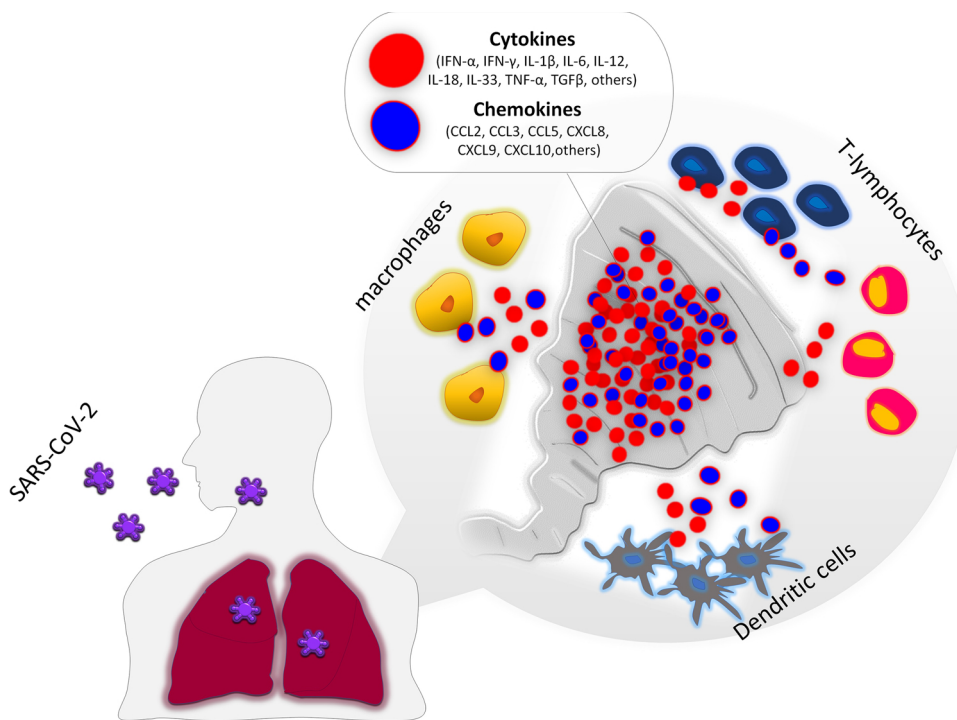 Cytokines
(IFN-α, IFN-γ, IL-1β, IL-6, IL-12,
IL-18, IL-33, TNF-α, TGFβ, others)
Chemokines
(CCL2, CCL3, CCL5, CXCL8,
CXCL9, CXCL10,others)
T-lymphocytes
macrophages
SARS-CoV-2
Dendritic cells